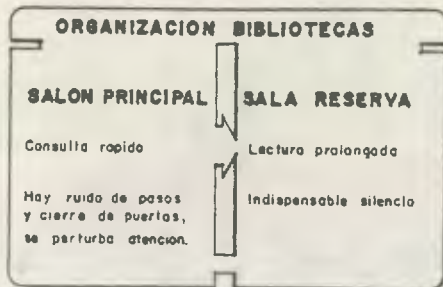 ORGANIZACION BIBLIOTECAS
SALON PRINCIPAL
Consulta rapida
Hay ruido de pasos
y cierre de puertas,
se perturba atención.
SALA RESERVA
Lectura prolongada
Indispensable silencio